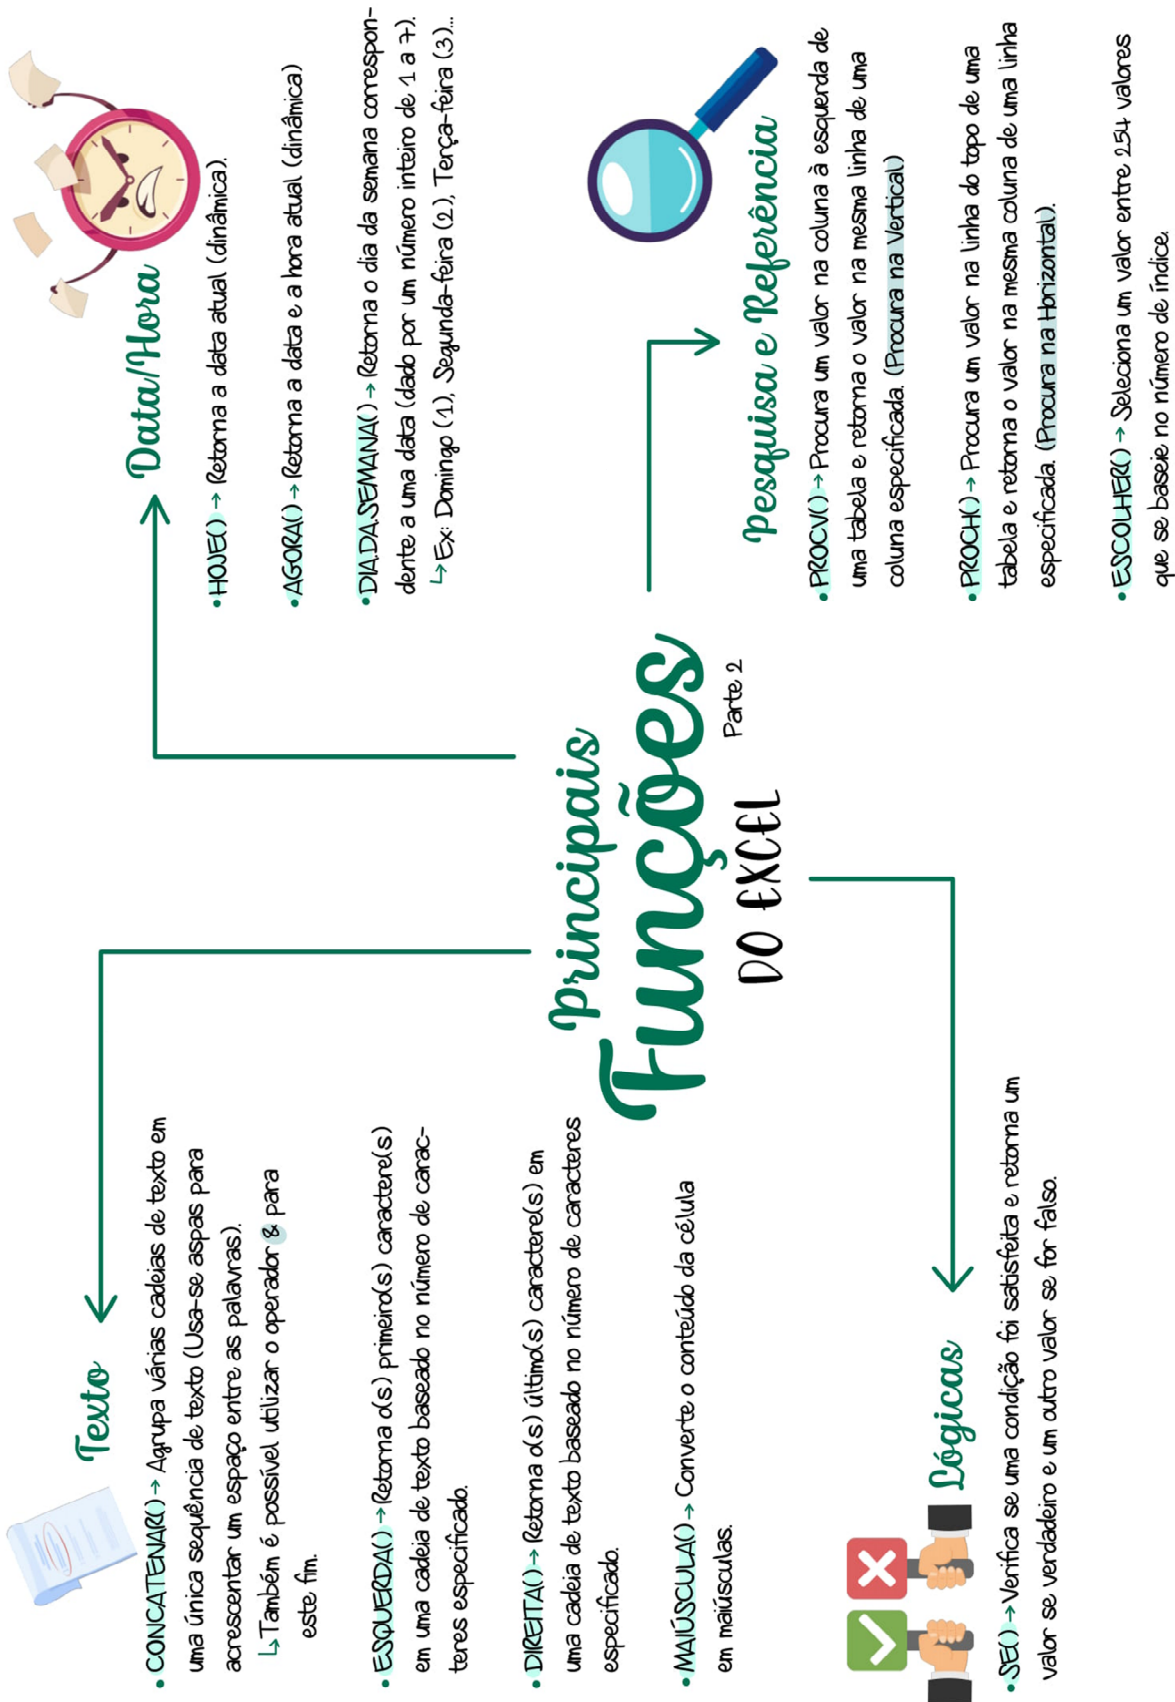 Principais
Funções
DO EXCEL
Parte 2
Texto
• CONCATENAR() → Agrupa várias cadeias de texto em
uma única sequência de texto (Usa-se aspas para
acrescentar um espaço entre as palavras).
↳ Também é possível utilizar o operador & para
este fim.
• ESQUERDA() → Retorna o(s) primeiro(s) caractere(s)
em uma cadeia de texto baseado no número de carac-
teres especificado.
• DIREITA() → Retorna o(s) último(s) caractere(s) em
uma cadeia de texto baseado no número de caracteres
especificado.
• MAIÚSCULA() → Converte o conteúdo da célula
em maiúsculas.
Data/Hora
• HOJE() → Retorna a data atual (dinâmica).
• AGORA() → Retorna a data e a hora atual (dinâmica)
• DIA.DA.SEMANA() → Retorna o dia da semana correspon-
dente a uma data (dado por um número inteiro de 1 a 7).
↳ Ex: Domingo (1), Segunda-feira (2), Terça-feira (3)...
Lógicas
• SE() → Verifica se uma condição foi satisfeita e retorna um
valor se verdadeiro e um outro valor se for falso.
Pesquisa e Referência
• PROCV() → Procura um valor na coluna à esquerda de
uma tabela e retorna o valor na mesma linha de uma
coluna especificada. (Procura na Vertical)
• PROCH() → Procura um valor na linha do topo de uma
tabela e retorna o valor na mesma coluna de uma linha
especificada. (Procura na Horizontal).
• ESCOLHER() → Seleciona um valor entre 254 valores
que se baseie no número de índice.